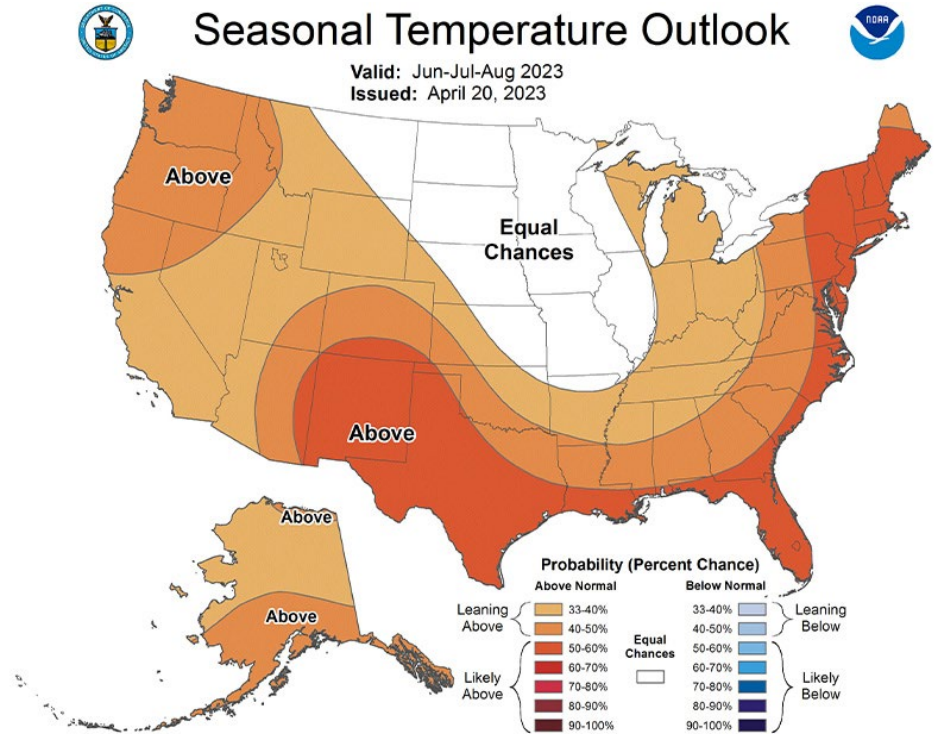 Seasonal Temperature Outlook
NOAA
Valid: Jun-Jul-Aug 2023
Issued: April 20, 2023
Above
Equal
Chances
Above
Above
Above
Probability (Percent Chance)
Above Normal
Below Normal
Leaning
Above
33-40%
40-50%
Likely
Above
50-60%
60-70%
70-80%
80-90%
90-100%
Equal
Chances
33-40%
40-50%
Leaning
Below
50-60%
60-70%
70-80%
80-90%
90-100%
Likely
Below